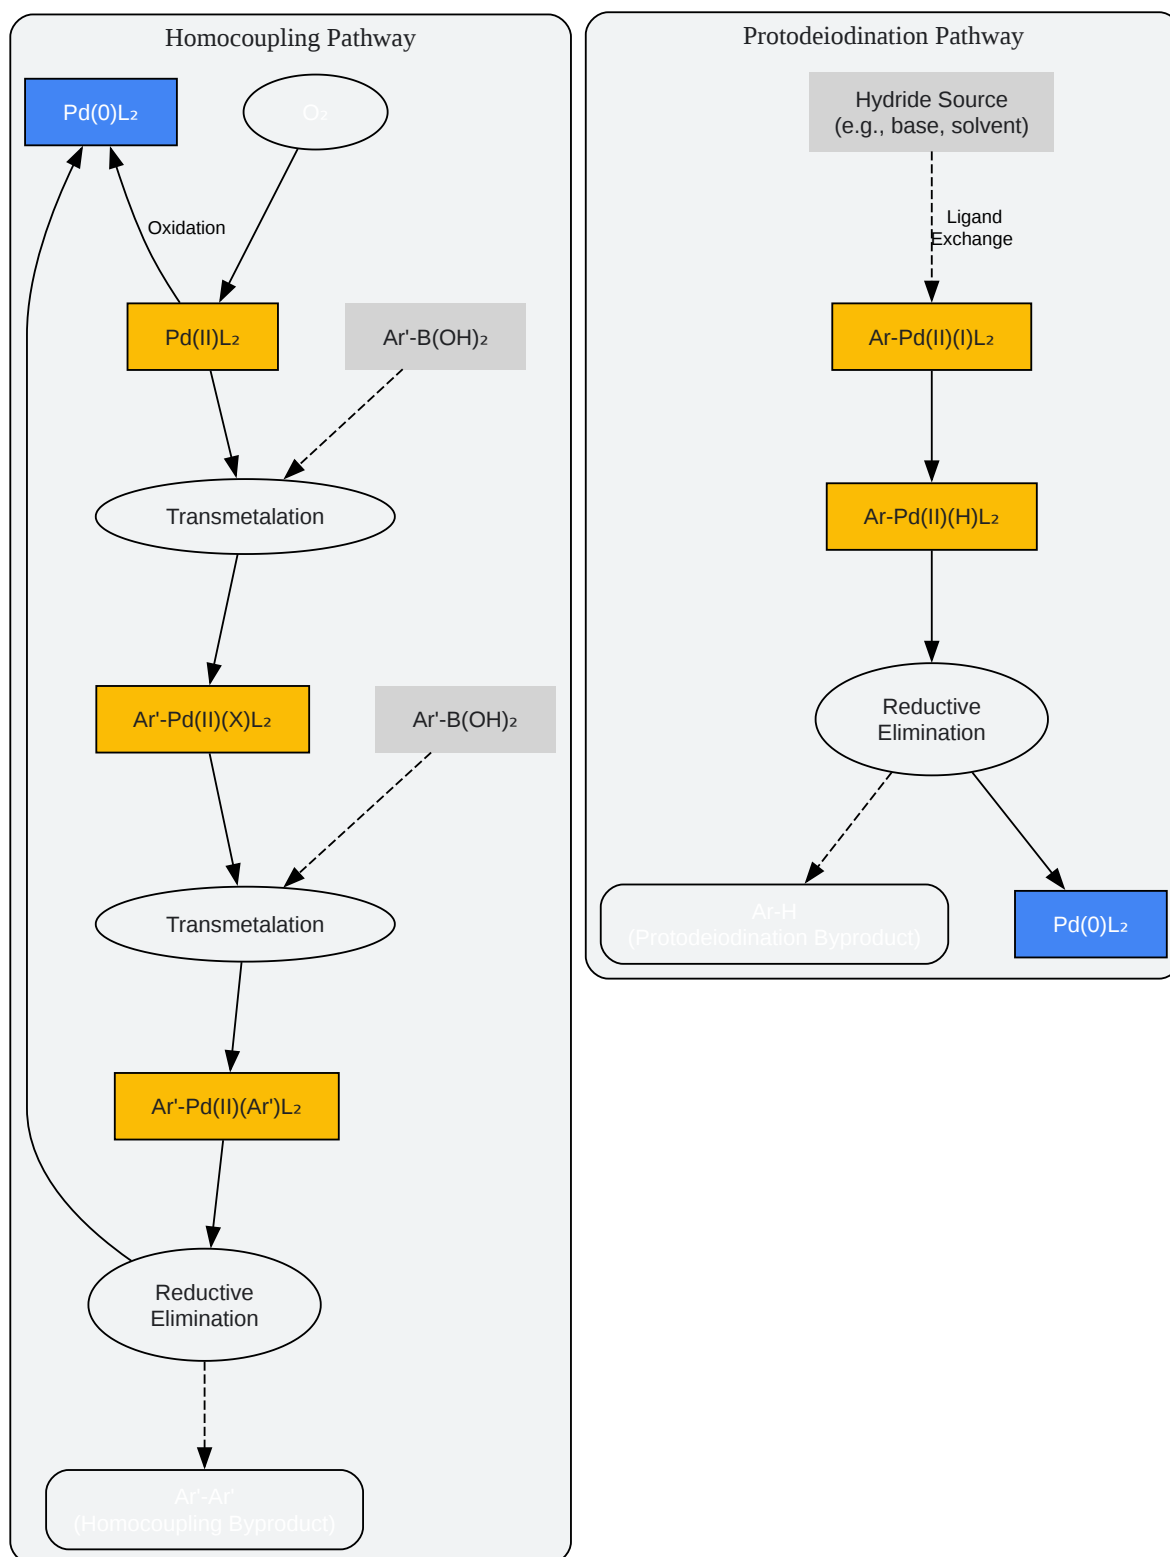 Homocoupling Pathway
Pd(0)L₂
O₂
Oxidation
Pd(II)L₂
Ar'-B(OH)₂
Transmetalation
Ar'-Pd(II)(X)L₂
Ar'-B(OH)₂
Transmetalation
Ar'-Pd(II)(Ar')L₂
Reductive
Elimination
Ar'-Ar'
(Homocoupling Byproduct)
Protodeiodination Pathway
Hydride Source
(e.g., base, solvent)
Ligand
Exchange
Ar-Pd(II)(I)L₂
Ar-Pd(II)(H)L₂
Reductive
Elimination
Ar-H
(Protodeiodination Byproduct)
Pd(0)L₂